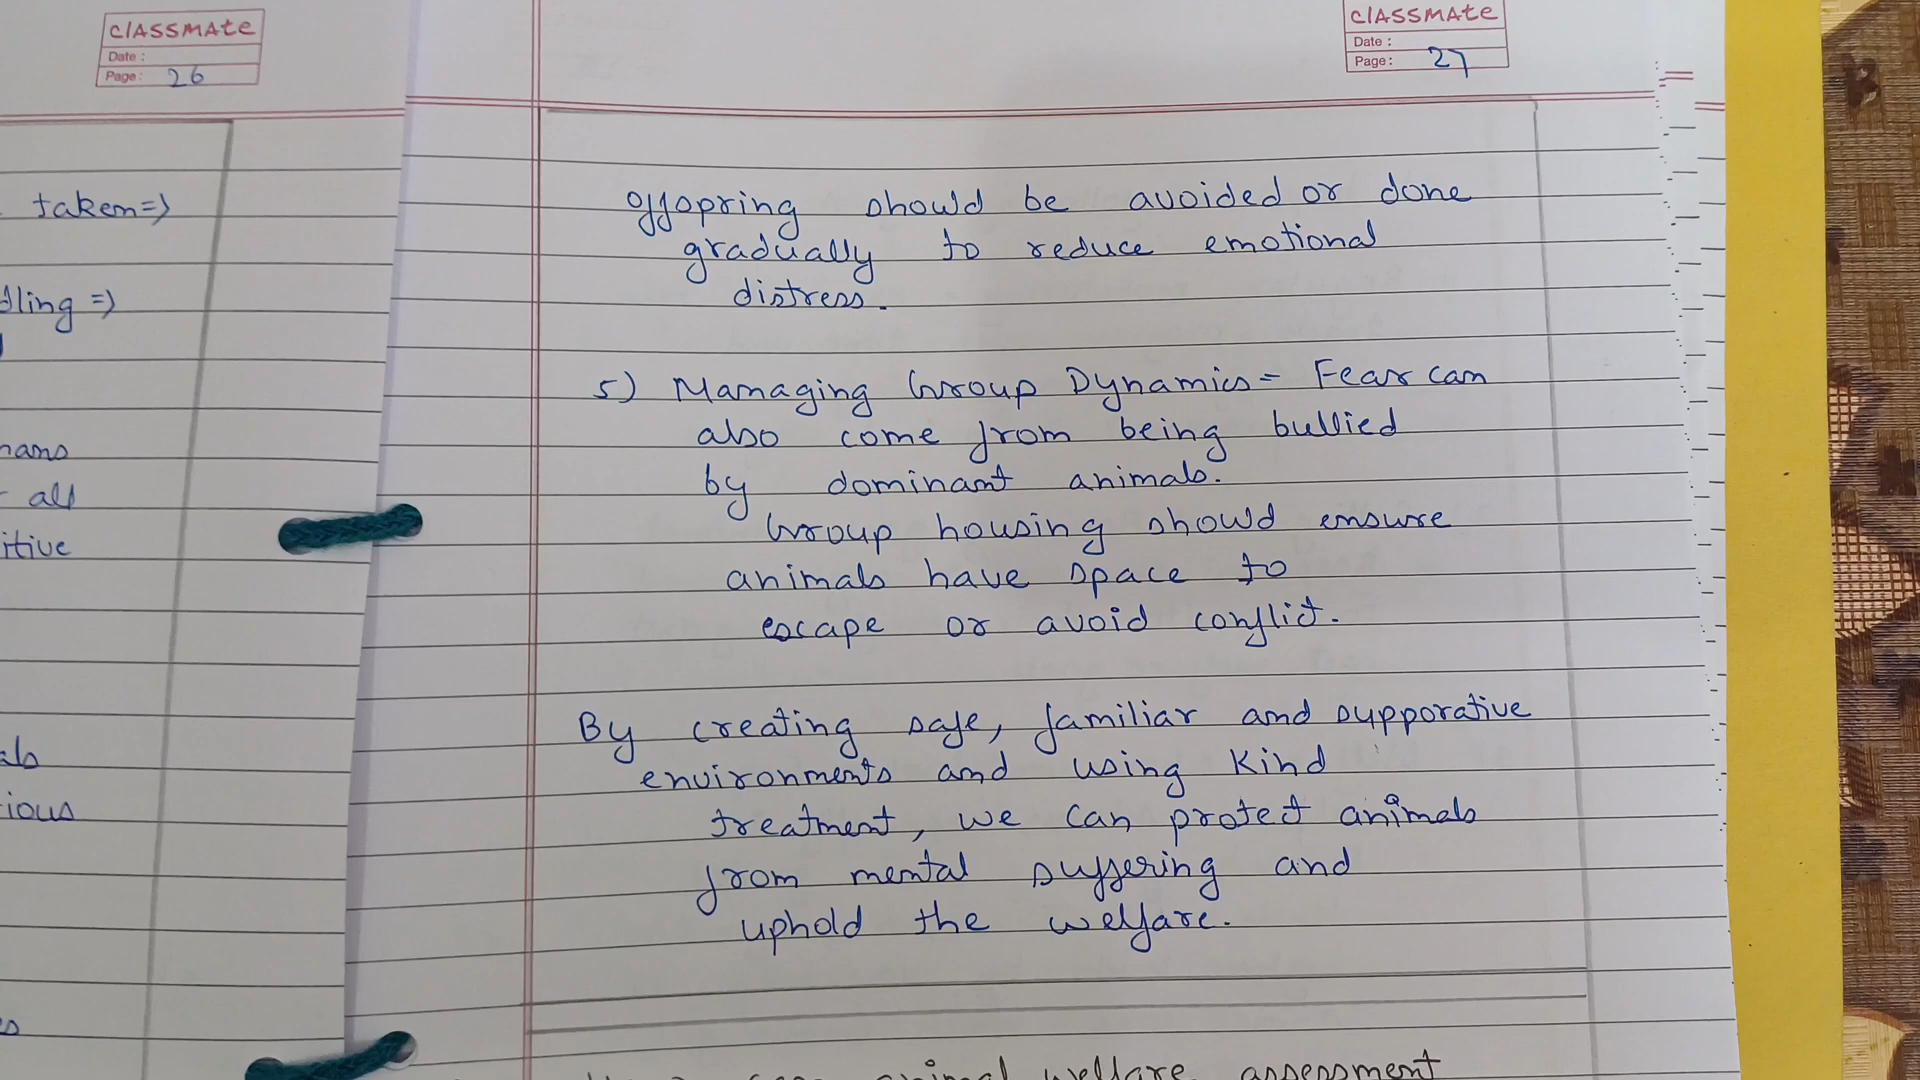 classmate
Date :
Page: 26
taken=>
dling =>
all
itive
ious
classmate
Date :
Page: 27
offspring should be avoided or done
gradually to reduce emotional
distress.
5) Managing Group Dynamics = Fear can
also come from being bullied
by dominant animals.
Group housing should ensure
animals have space to
escape or avoid conflict.
By creating safe, familiar and supporative
environments and using kind
treatment, we can protect animals
from mental suffering and
uphold the welfare.
animal welfare assessment